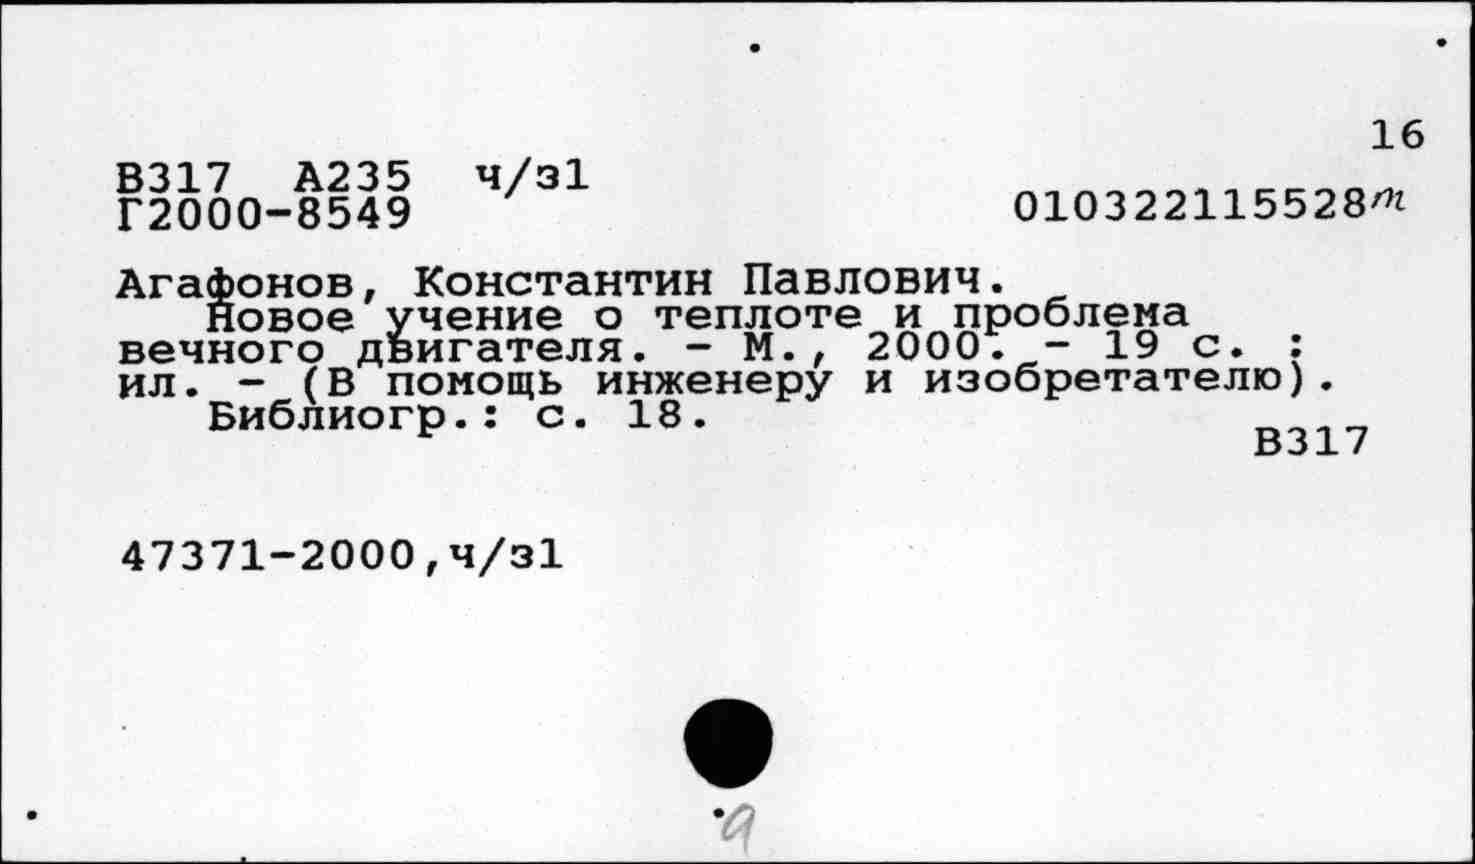 16
В317 А235 ч/з1
Г2000-8549
010322115528т
Агафонов, Константин Павлович.
Новое учение о теплоте и проблема
вечного двигателя. - М., 2000. - 19 с. :
ил. - (В помощь инженеру и изобретателю).
Библиогр.: с. 18.
В317
47371-2000,ч/з1